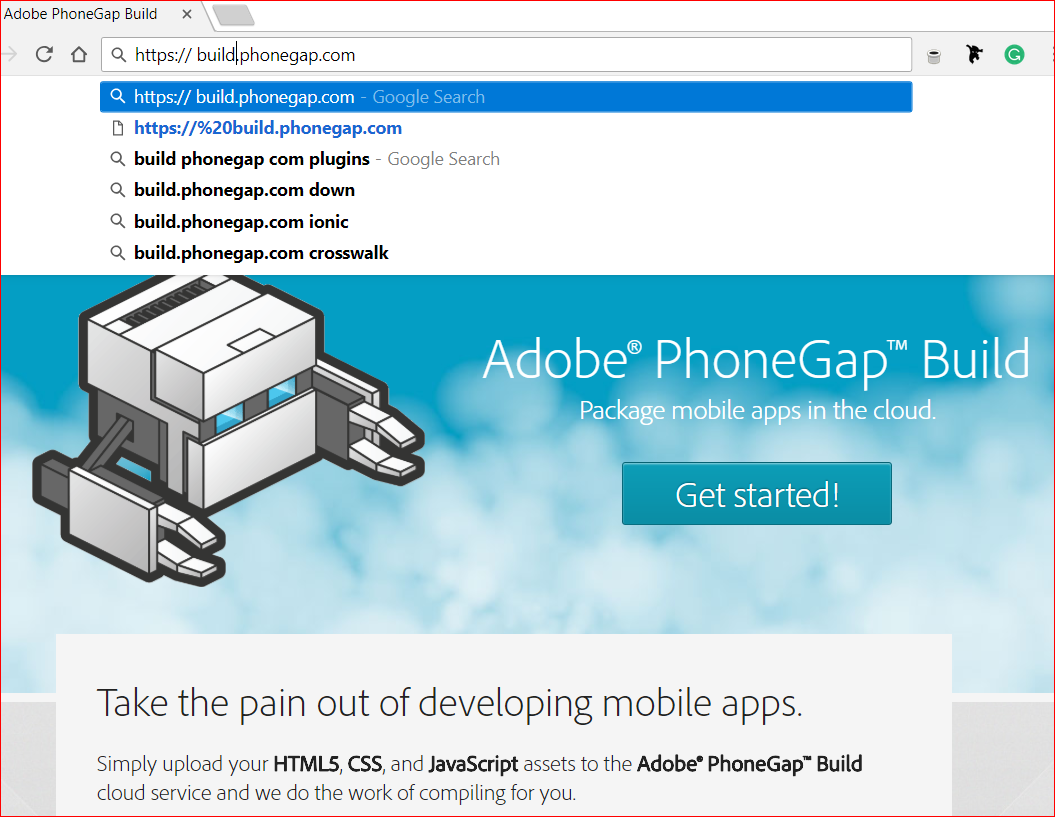 Adobe PhoneGap Build
https:// build.phonegap.com
https:// build.phonegap.com - Google Search
https://%20build.phonegap.com
build phonegap com plugins - Google Search
build.phonegap.com down
build.phonegap.com ionic
build.phonegap.com crosswalk
Adobe® PhoneGap™ Build
Package mobile apps in the cloud.
Get started!
Take the pain out of developing mobile apps.
Simply upload your HTML5, CSS, and JavaScript assets to the Adobe® PhoneGap™ Build
cloud service and we do the work of compiling for you.